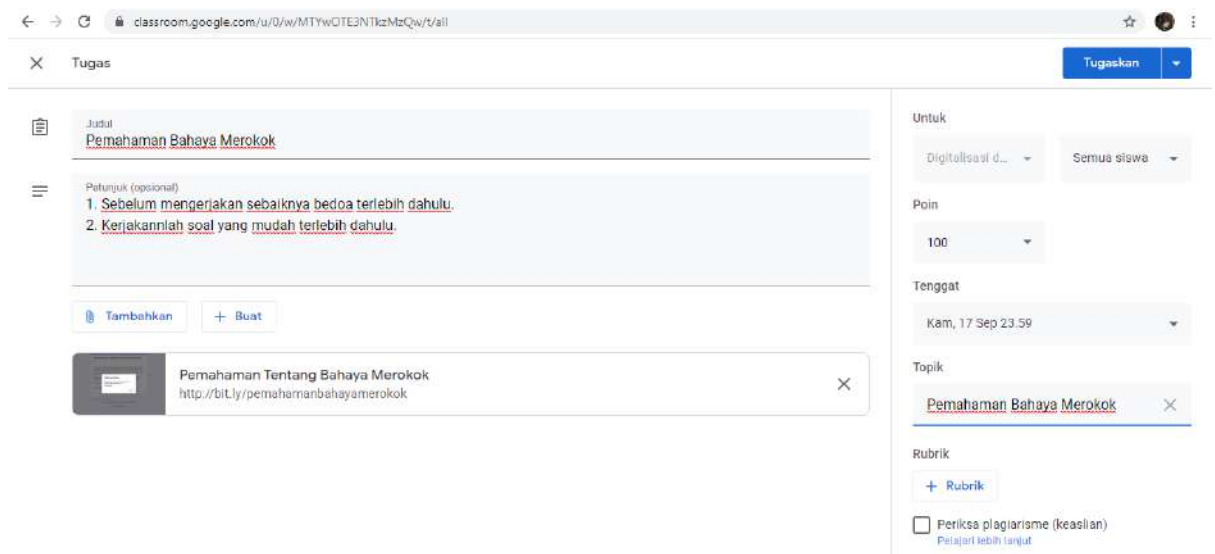 classroom.google.com/u/0/w/MTYwOTE3NTkzMzQw/t/all
Tugas
Tugaskan
Judul
Pemahaman Bahaya Merokok
Petunjuk (opsional)
1. Sebelum mengerjakan sebaiknya bedoa terlebih dahulu.
2. Kerjakannlah soal yang mudah terlebih dahulu.
Tambahkan
+ Buat
Pemahaman Tentang Bahaya Merokok
http://bit.ly/pemahamanbahayamerokok
Untuk
Digitalisasi d...
Semua siswa
Poin
100
Tenggat
Kam, 17 Sep 23.59
Topik
Pemahaman Bahaya Merokok
Rubrik
+ Rubrik
Periksa plagiarisme (keaslian)
Pelajari lebih lanjut